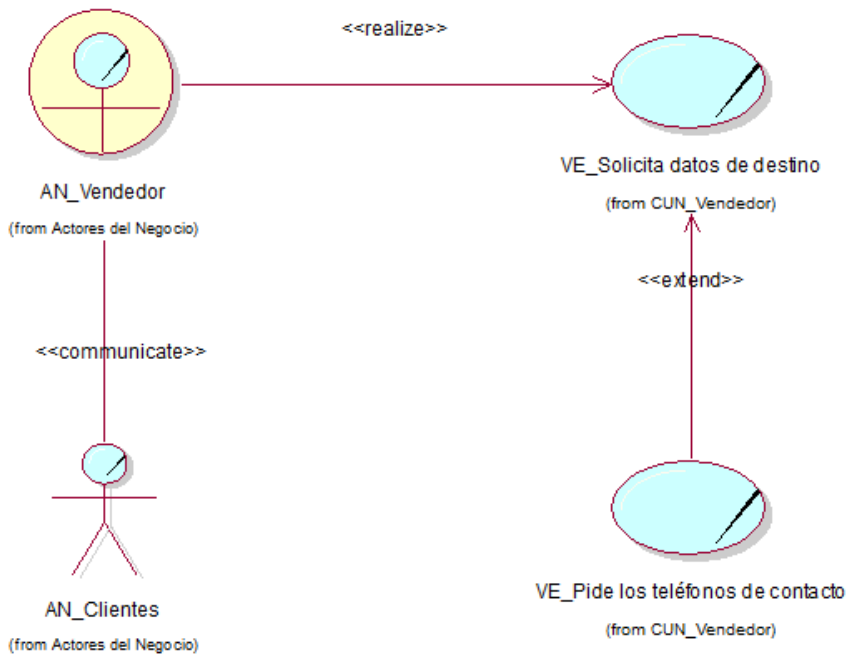 <<realize>>
AN_Vendedor
(from Actores del Negocio)
VE_Solicita datos de destino
(from CUN_Vendedor)
<<extend>>
<<communicate>>
AN_Clientes
(from Actores del Negocio)
VE_Pide los teléfonos de contacto
(from CUN_Vendedor)